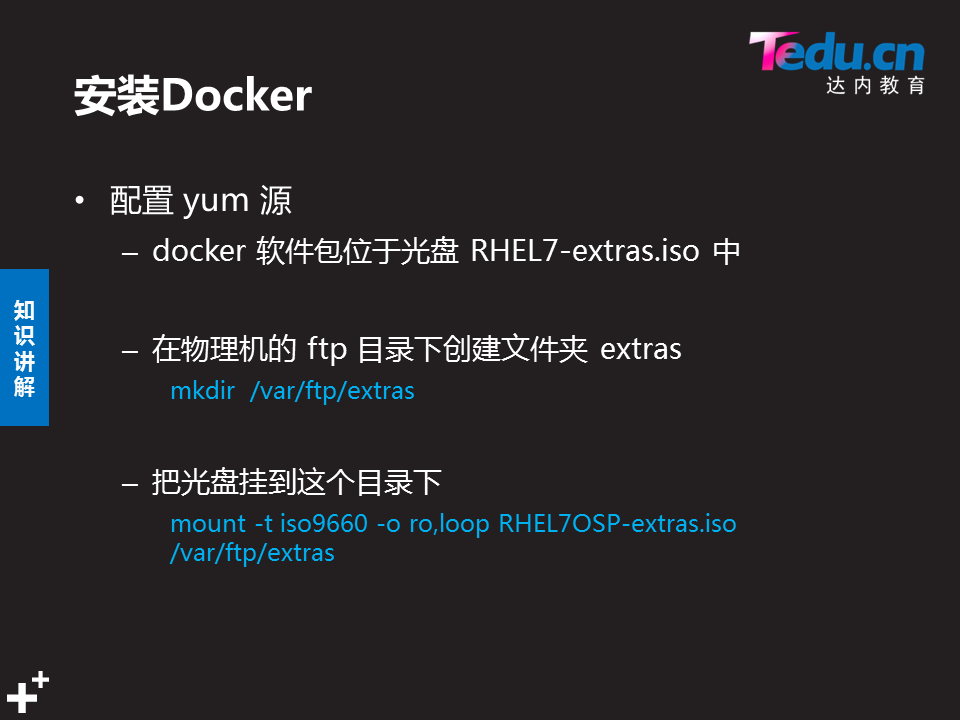 Tedu.cn
达内教育
安装Docker
• 配置 yum 源
– docker 软件包位于光盘 RHEL7-extras.iso 中
知识讲解
– 在物理机的 ftp 目录下创建文件夹 extras
mkdir /var/ftp/extras
– 把光盘挂到这个目录下
mount -t iso9660 -o ro,loop RHEL7OSP-extras.iso
/var/ftp/extras